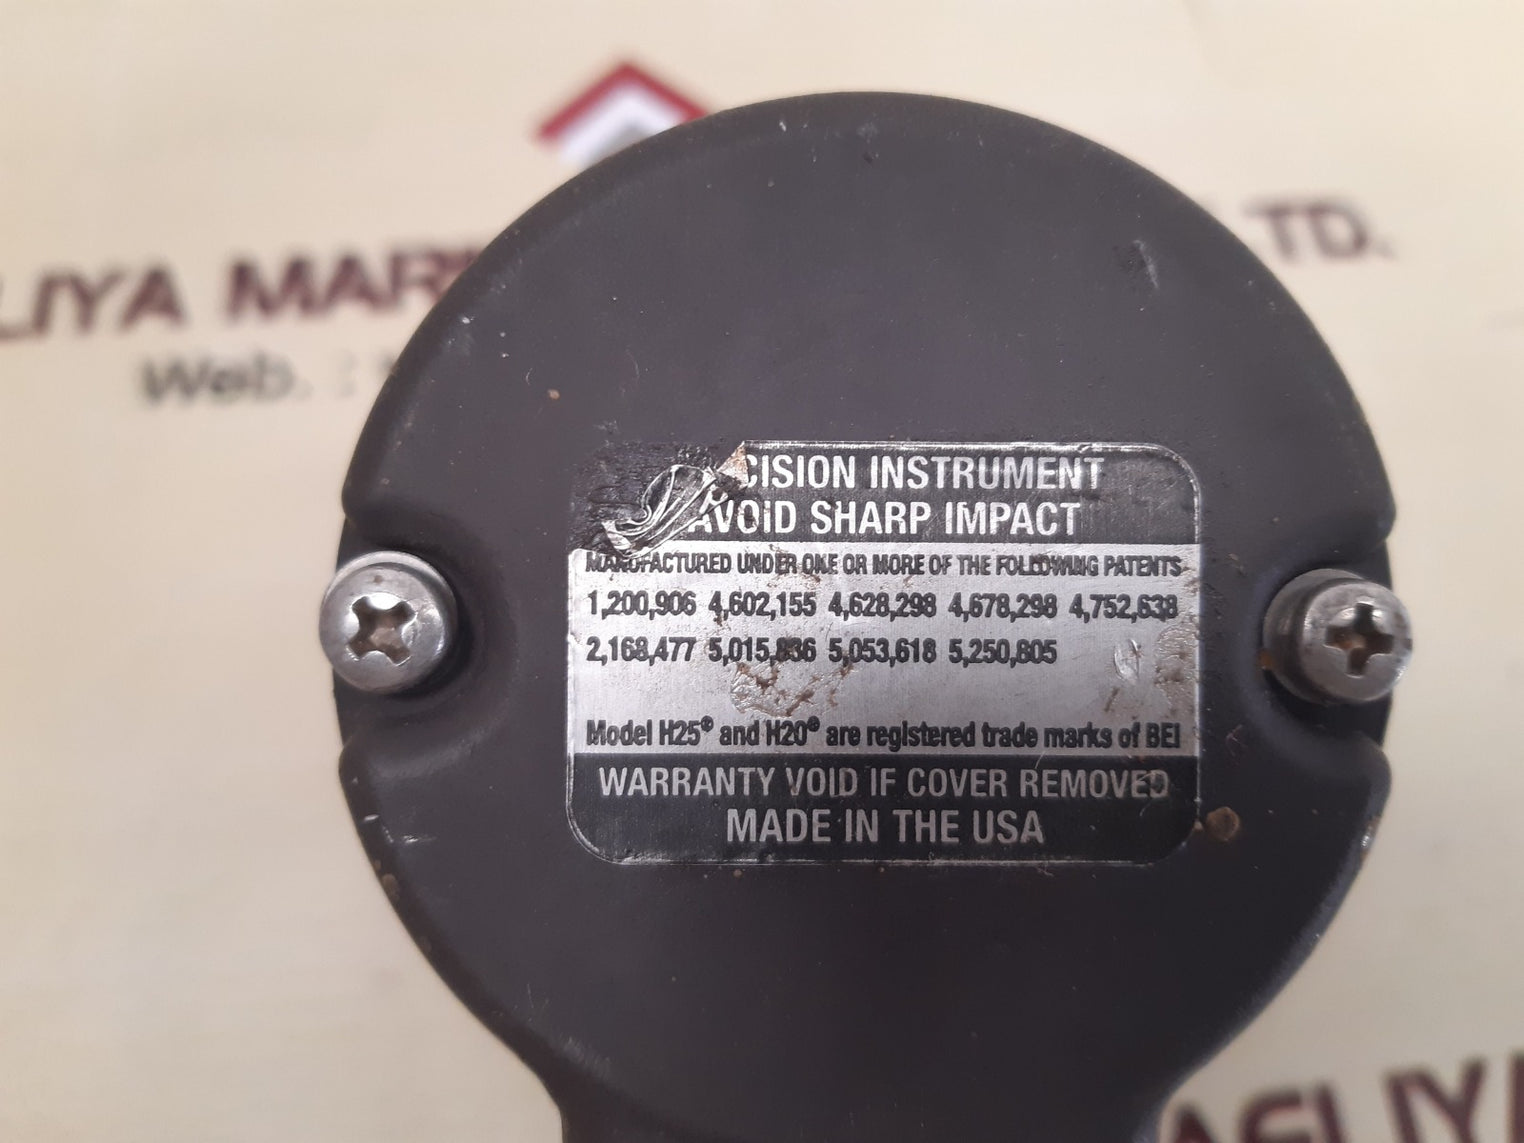 LIYA MAR
TD.
Web. :
CISION INSTRUMENT
AVOID SHARP IMPACT
MANUFACTURED UNDER ONE OR MORE OF THE FOLLOWING PATENTS
1,200,906 4,602,155 4,628,298 4,678,298 4,752,638
2,168,477 5,015,836 5,053,618 5,250,805
Model H25® and H20® are registered trade marks of BEI
WARRANTY VOID IF COVER REMOVED
MADE IN THE USA
AGLIY